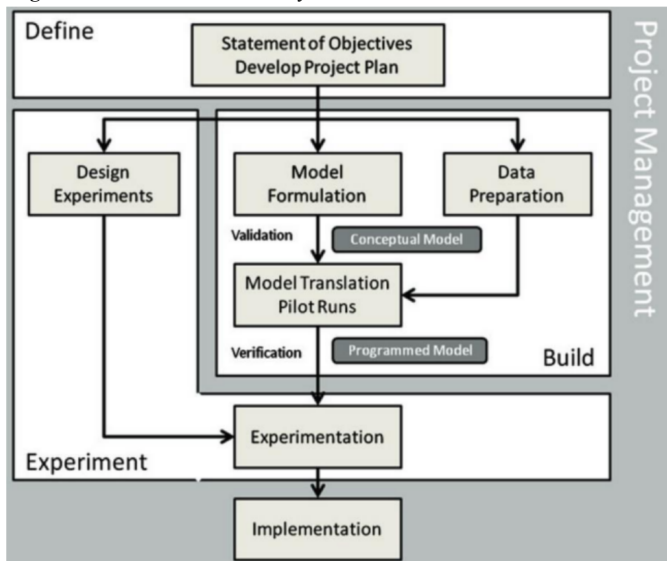 Define
Statement of Objectives
Develop Project Plan
Project Management
Design
Experiments
Model
Formulation
Data
Preparation
Validation
Conceptual Model
Model Translation
Pilot Runs
Verification
Programmed Model
Build
Experimentation
Experiment
Implementation